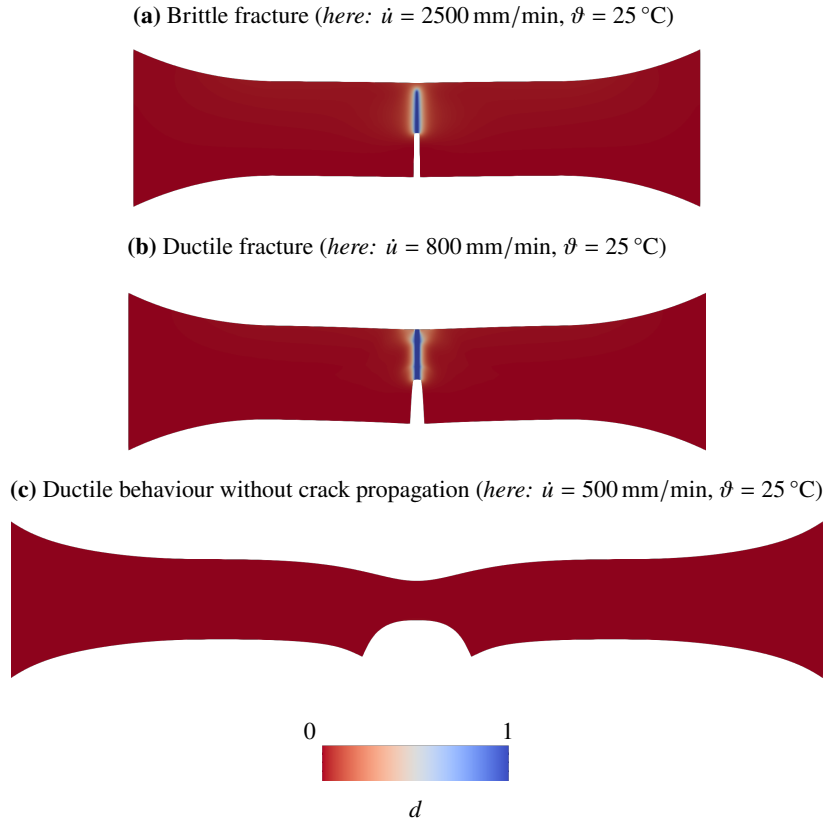 (a) Brittle fracture (here: u̇ = 2500 mm/min, ϑ = 25 °C)
(b) Ductile fracture (here: u̇ = 800 mm/min, ϑ = 25 °C)
(c) Ductile behaviour without crack propagation (here: u̇ = 500 mm/min, ϑ = 25 °C)
0 1
d